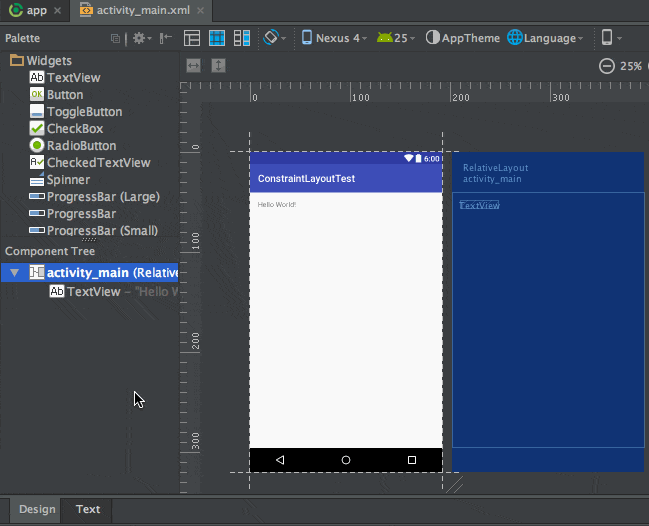 app
activity_main.xml
Palette
Nexus 4
25
AppTheme
Language
Widgets
Ab TextView
OK Button
ToggleButton
CheckBox
RadioButton
A CheckedTextView
Spinner
ProgressBar (Large)
ProgressBar
ProgressBar (Small)
25%
0 100 200 300
0
100
200
300
6:00
ConstraintLayoutTest
Hello World!
RelativeLayout
activity_main
TextView
Component Tree
activity_main (Relative
Ab TextView – "Hello W
Design Text